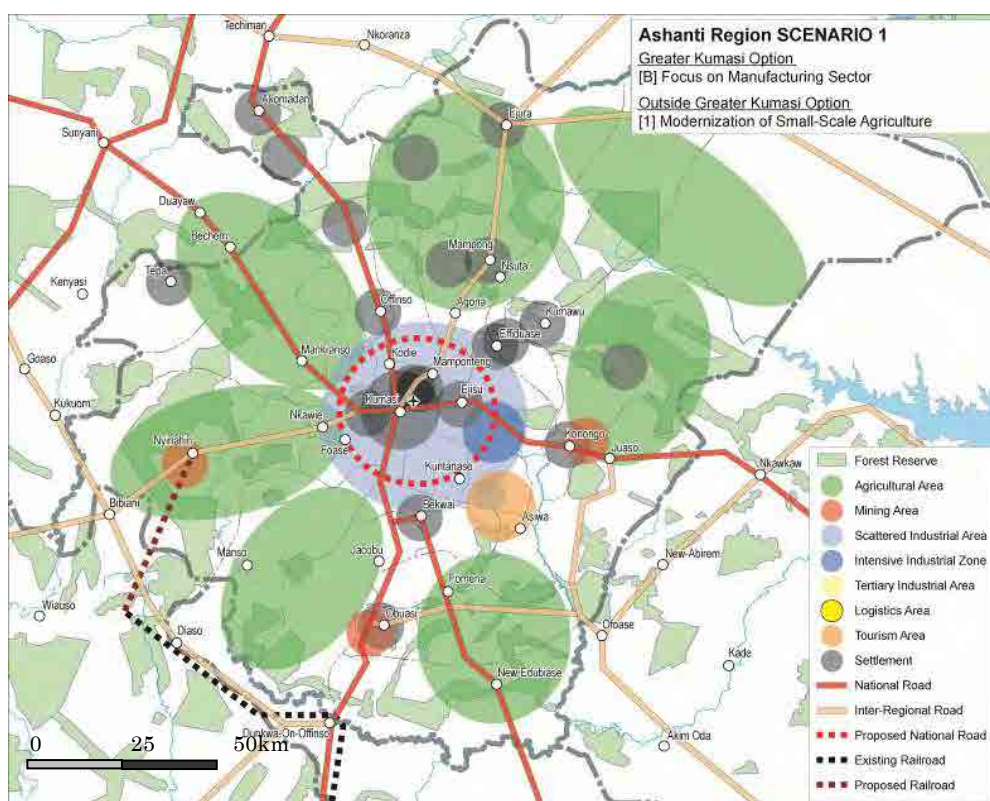 Ashanti Region SCENARIO 1
Greater Kumasi Option
[B] Focus on Manufacturing Sector
Outside Greater Kumasi Option
[1] Modernization of Small-Scale Agriculture
Techiman
Nkoranza
Akomadan
Ejura
Sunyani
Duayaw
Bechem
Mampong
Nsuta
Tepa
Kenyasi
Offinso
Agona
Kumawu
Effiduase
Mankranso
Kodie
Mamponteng
Goaso
Kumasi
Ejisu
Kukuom
Nkawie
Foase
Konongo
Juaso
Nyinahin
Kuntanase
Nkawkaw
Bibiani
Bekwai
Asiwa
Manso
Jacobu
New-Abirem
Fomena
Wiauso
Obuasi
Diaso
Ofoase
Kade
New Edubiase
Dunkwa-On-Offinso
Akim Oda
0 25 50km
Forest Reserve
Agricultural Area
Mining Area
Scattered Industrial Area
Intensive Industrial Zone
Tertiary Industrial Area
Logistics Area
Tourism Area
Settlement
National Road
Inter-Regional Road
Proposed National Road
Existing Railroad
Proposed Railroad